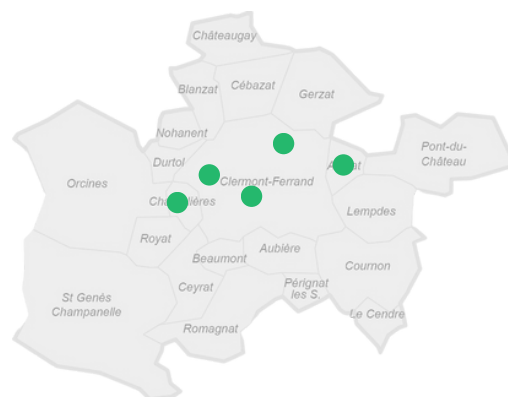 Châteaugay
Blanzat
Cébazat
Gerzat
Nohanent
Durtol
Pont-du-
Château
Orcines
Clermont-Ferrand
Lempdes
Royat
Beaumont
Aubière
Cournon
Ceyrat
Pérignat
les S.
St Genès
Champanelle
Le Cendre
Romagnat